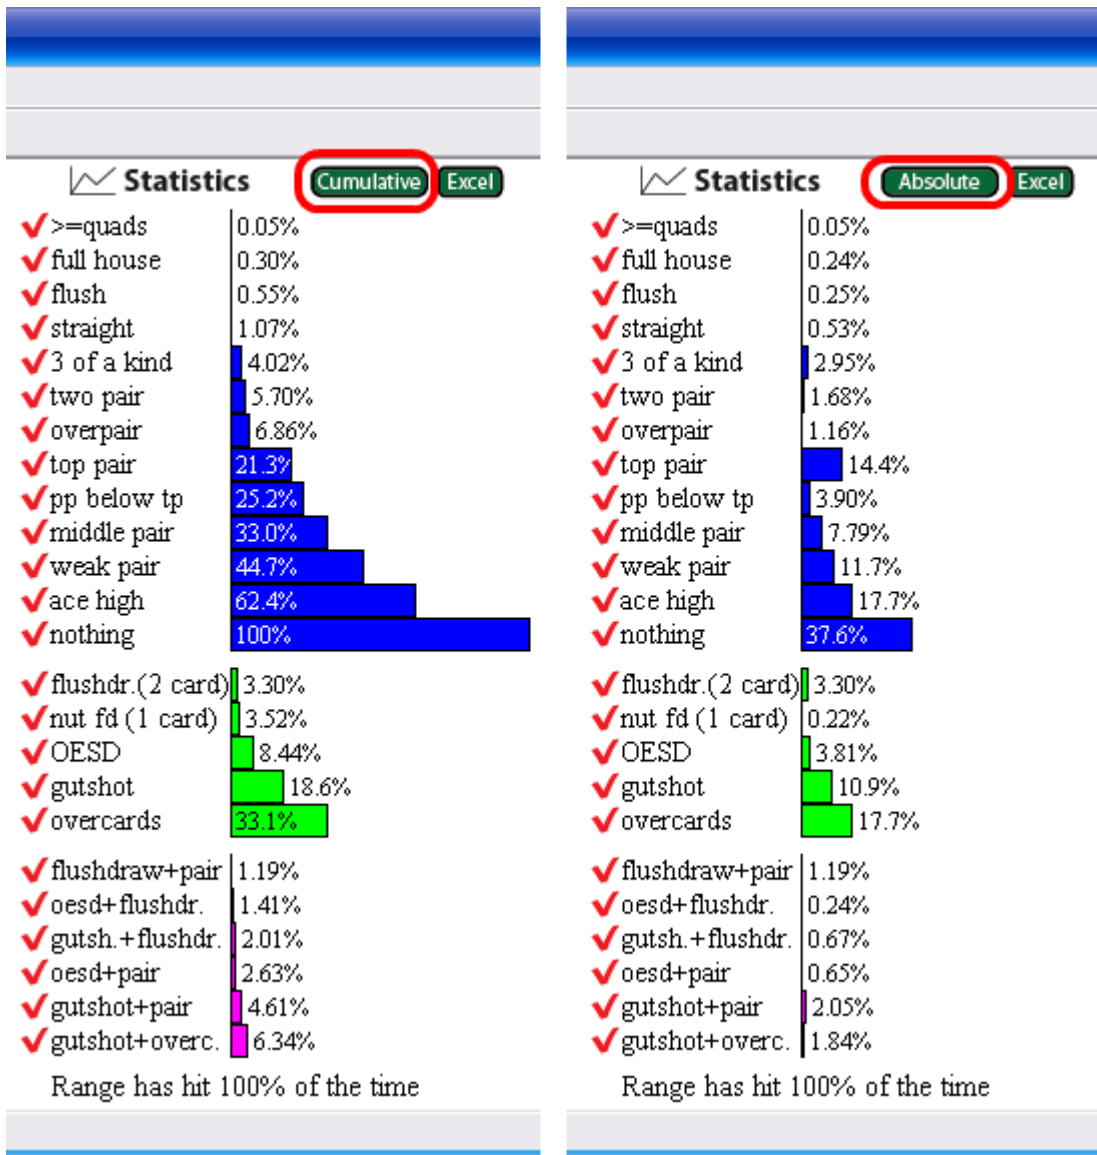 Statistics Cumulative Excel
>=quads 0.05%
full house 0.30%
flush 0.55%
straight 1.07%
3 of a kind 4.02%
two pair 5.70%
overpair 6.86%
top pair 21.3%
pp below tp 25.2%
middle pair 33.0%
weak pair 44.7%
ace high 62.4%
nothing 100%
flushdr.(2 card) 3.30%
nut fd (1 card) 3.52%
OESD 8.44%
gutshot 18.6%
overcards 33.1%
flushdraw+pair 1.19%
oesd+flushdr. 1.41%
gutsh.+flushdr. 2.01%
oesd+pair 2.63%
gutshot+pair 4.61%
gutshot+overc. 6.34%
Range has hit 100% of the time
Statistics Absolute Excel
>=quads 0.05%
full house 0.24%
flush 0.25%
straight 0.53%
3 of a kind 2.95%
two pair 1.68%
overpair 1.16%
top pair 14.4%
pp below tp 3.90%
middle pair 7.79%
weak pair 11.7%
ace high 17.7%
nothing 37.6%
flushdr.(2 card) 3.30%
nut fd (1 card) 0.22%
OESD 3.81%
gutshot 10.9%
overcards 17.7%
flushdraw+pair 1.19%
oesd+flushdr. 0.24%
gutsh.+flushdr. 0.67%
oesd+pair 0.65%
gutshot+pair 2.05%
gutshot+overc. 1.84%
Range has hit 100% of the time